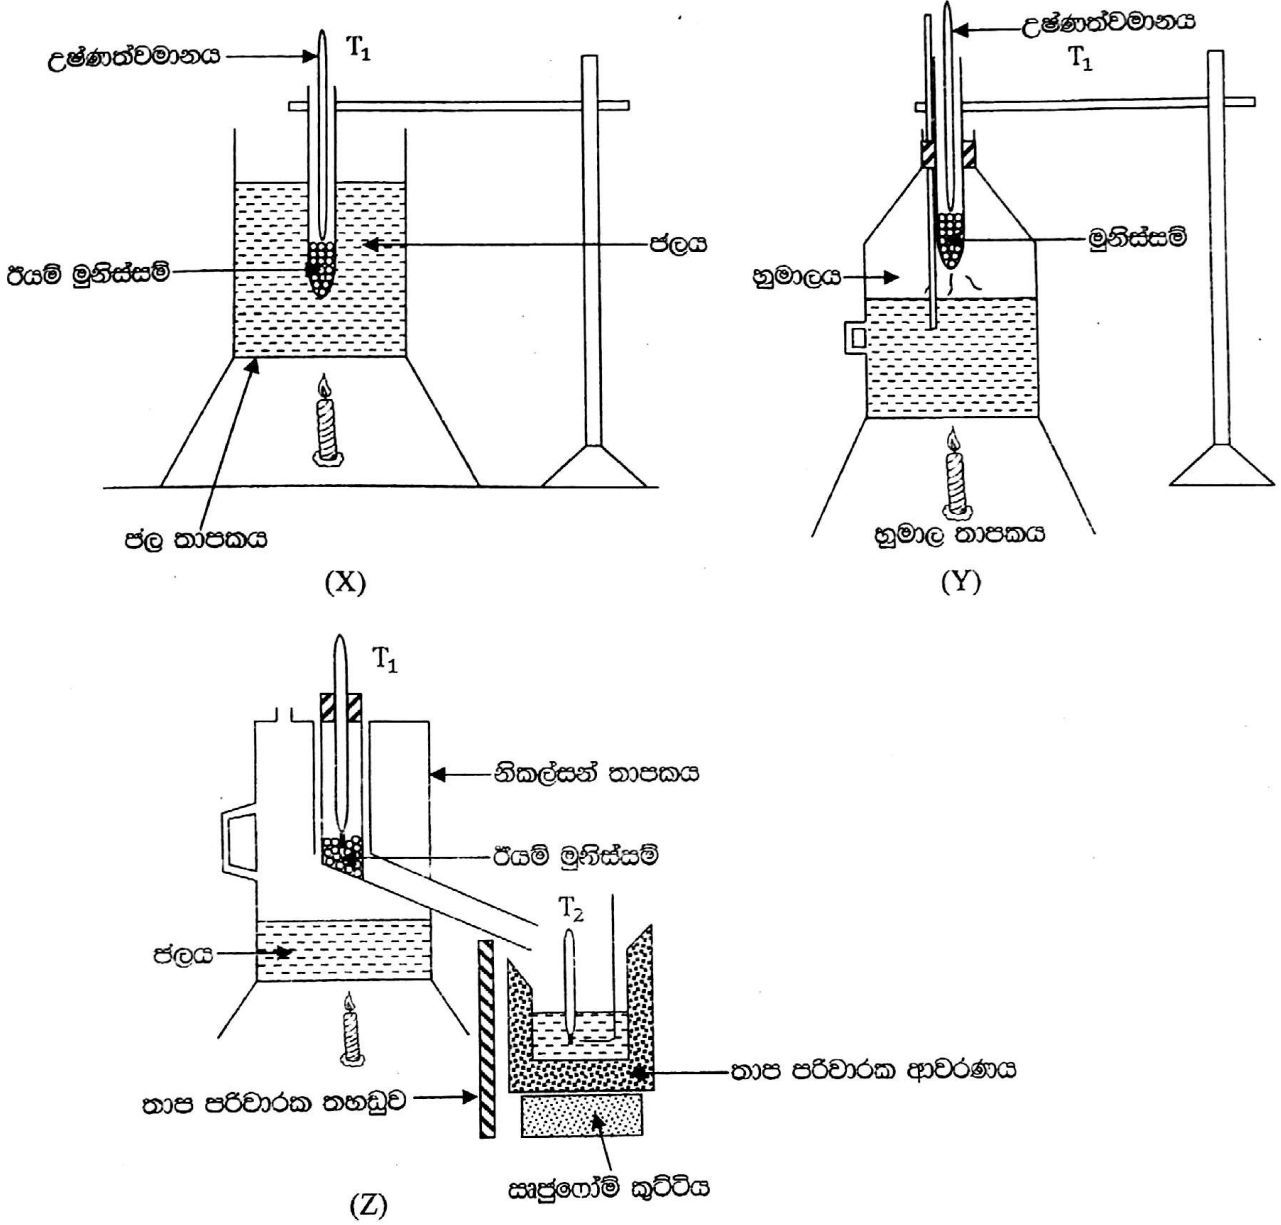 උෂ්ණත්වමානය
T₁
ජලය
ඊයම් මුනිස්සම්
ජල තාපකය
(X)
උෂ්ණත්වමානය
T₁
මුනිස්සම්
හුමාලය
හුමාල තාපකය
(Y)
T₁
නිකල්සන් තාපකය
ඊයම් මුනිස්සම්
T₂
ජලය
තාප පරිවාරක ආවරණය
තාප පරිවාරක තහඩුව
ඍජුෆෝම් කුට්ටිය
(Z)